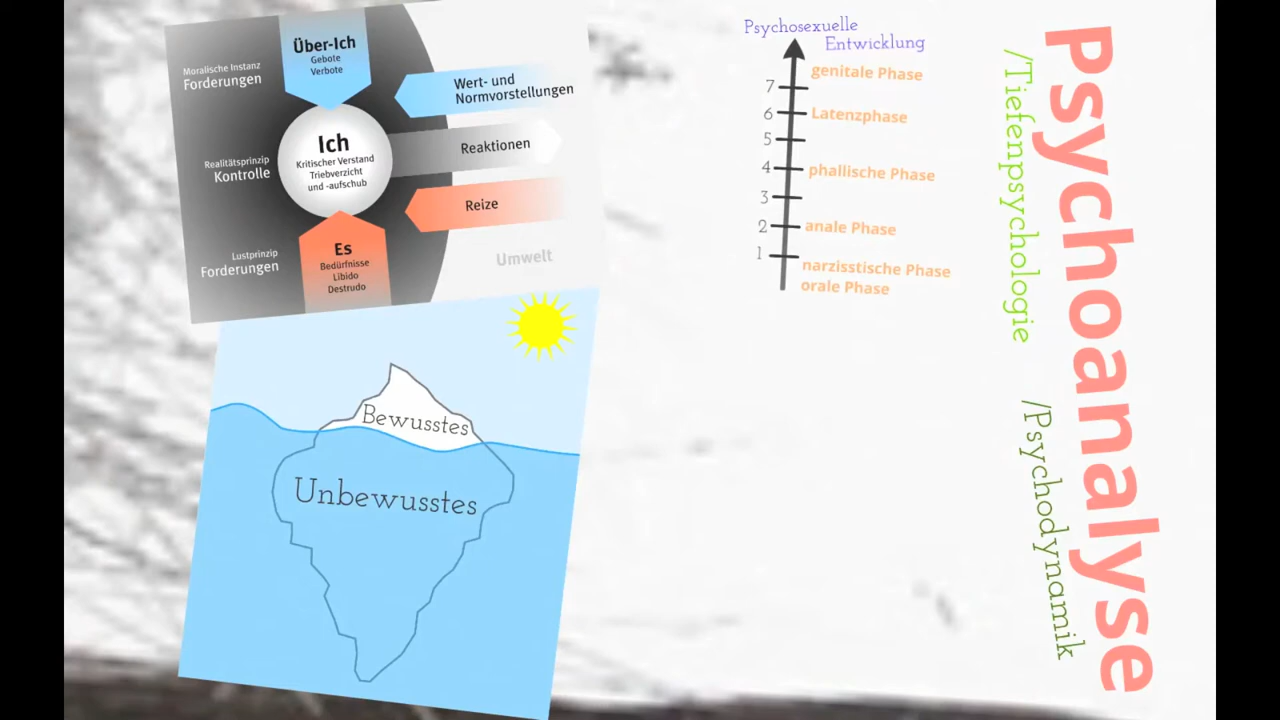 Über-Ich
Gebote
Verbote
Moralische Instanz
Forderungen
Wert- und
Normvorstellungen
Ich
Kritischer Verstand
Triebverzicht
und -aufschub
Realitätsprinzip
Kontrolle
Reaktionen
Reize
Es
Bedürfnisse
Libido
Destrudo
Lustprinzip
Forderungen
Umwelt
Bewusstes
Unbewusstes
Psychosexuelle
Entwicklung
genitale Phase
7
6 Latenzphase
5
4 phallische Phase
3
2 anale Phase
1
narzisstische Phase
orale Phase
Psychoanalyse
/Tiefenpsychologie
/Psychodynamik